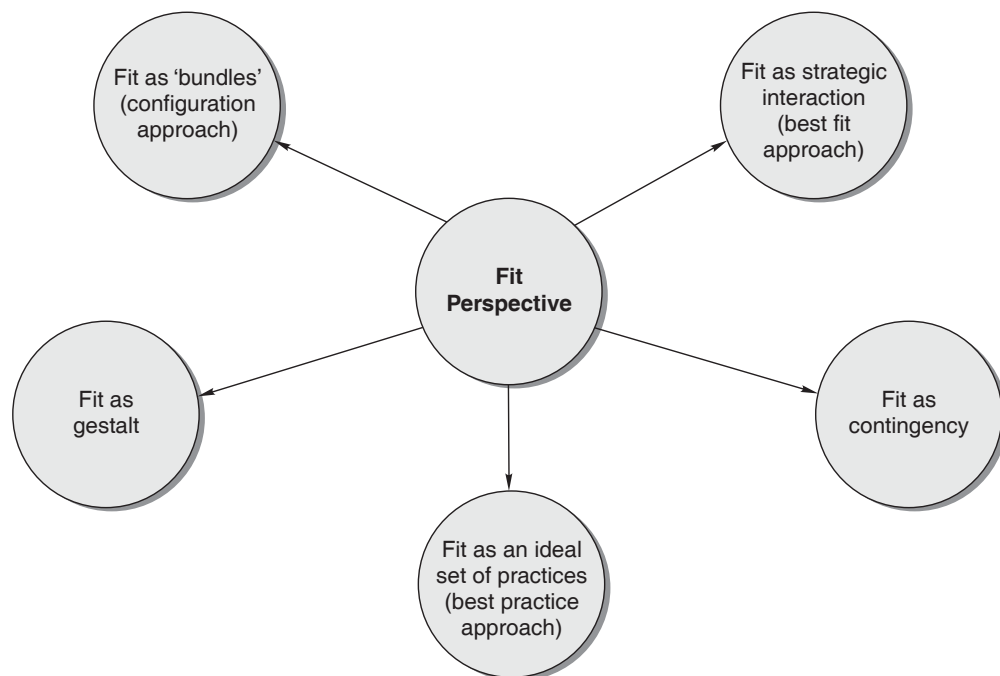 Fit as 'bundles'
(configuration
approach)
Fit as strategic
interaction
(best fit
approach)
Fit
Perspective
Fit as
gestalt
Fit as
contingency
Fit as an ideal
set of practices
(best practice
approach)